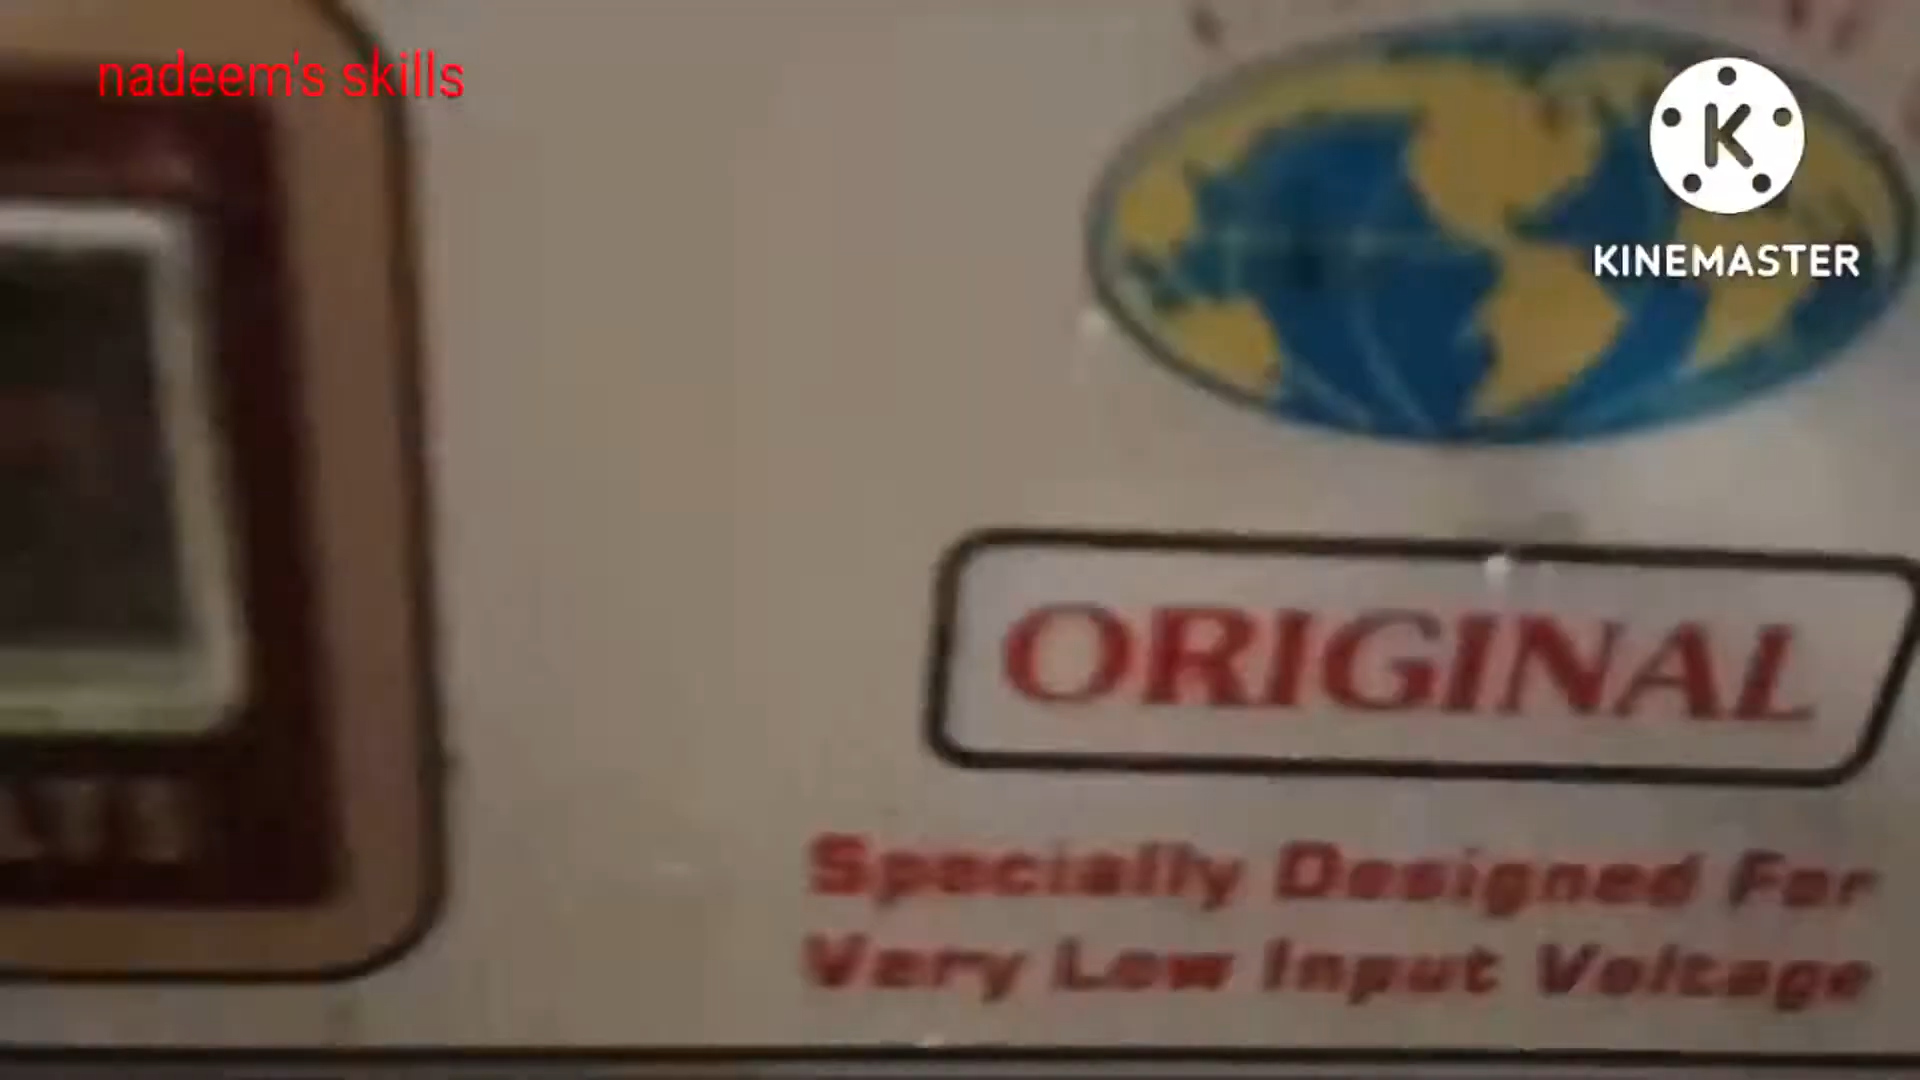 nadeem's skills
K
KINEMASTER
ORIGINAL
Specially Designed For
Very Low Input Voltage